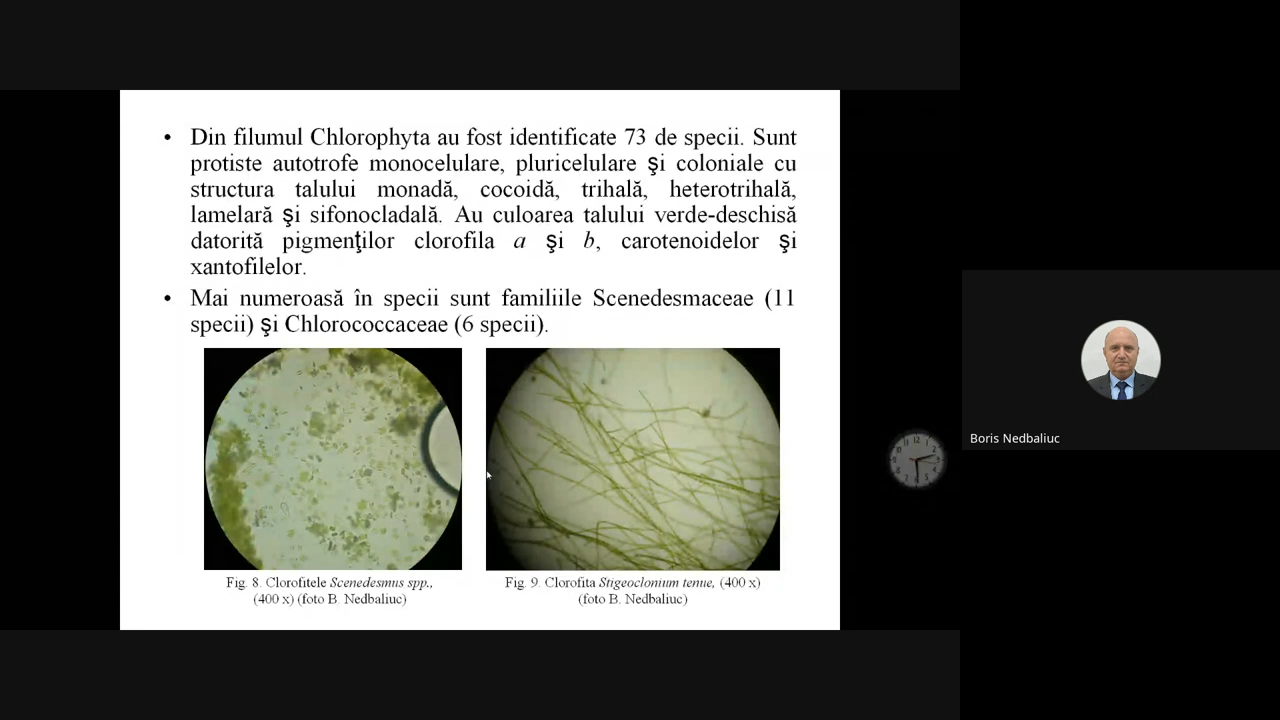 • Din filumul Chlorophyta au fost identificate 73 de specii. Sunt
protiste autotrofe monocelulare, pluricelulare şi coloniale cu
structura talului monadă, cocoidă, trihală, heterotrihală,
lamelară şi sifonocladală. Au culoarea talului verde-deschisă
datorită pigmenţilor clorofila a şi b, carotenoidelor şi
xantofilelor.
• Mai numeroasă în specii sunt familiile Scenedesmaceae (11
specii) şi Chlorococcaceae (6 specii).
Fig. 8. Clorofitele Scenedesmus spp.,
(400 x) (foto B. Nedbaliuc)
Fig. 9. Clorofita Stigeoclonium tenue, (400 x)
(foto B. Nedbaliuc)
Boris Nedbaliuc